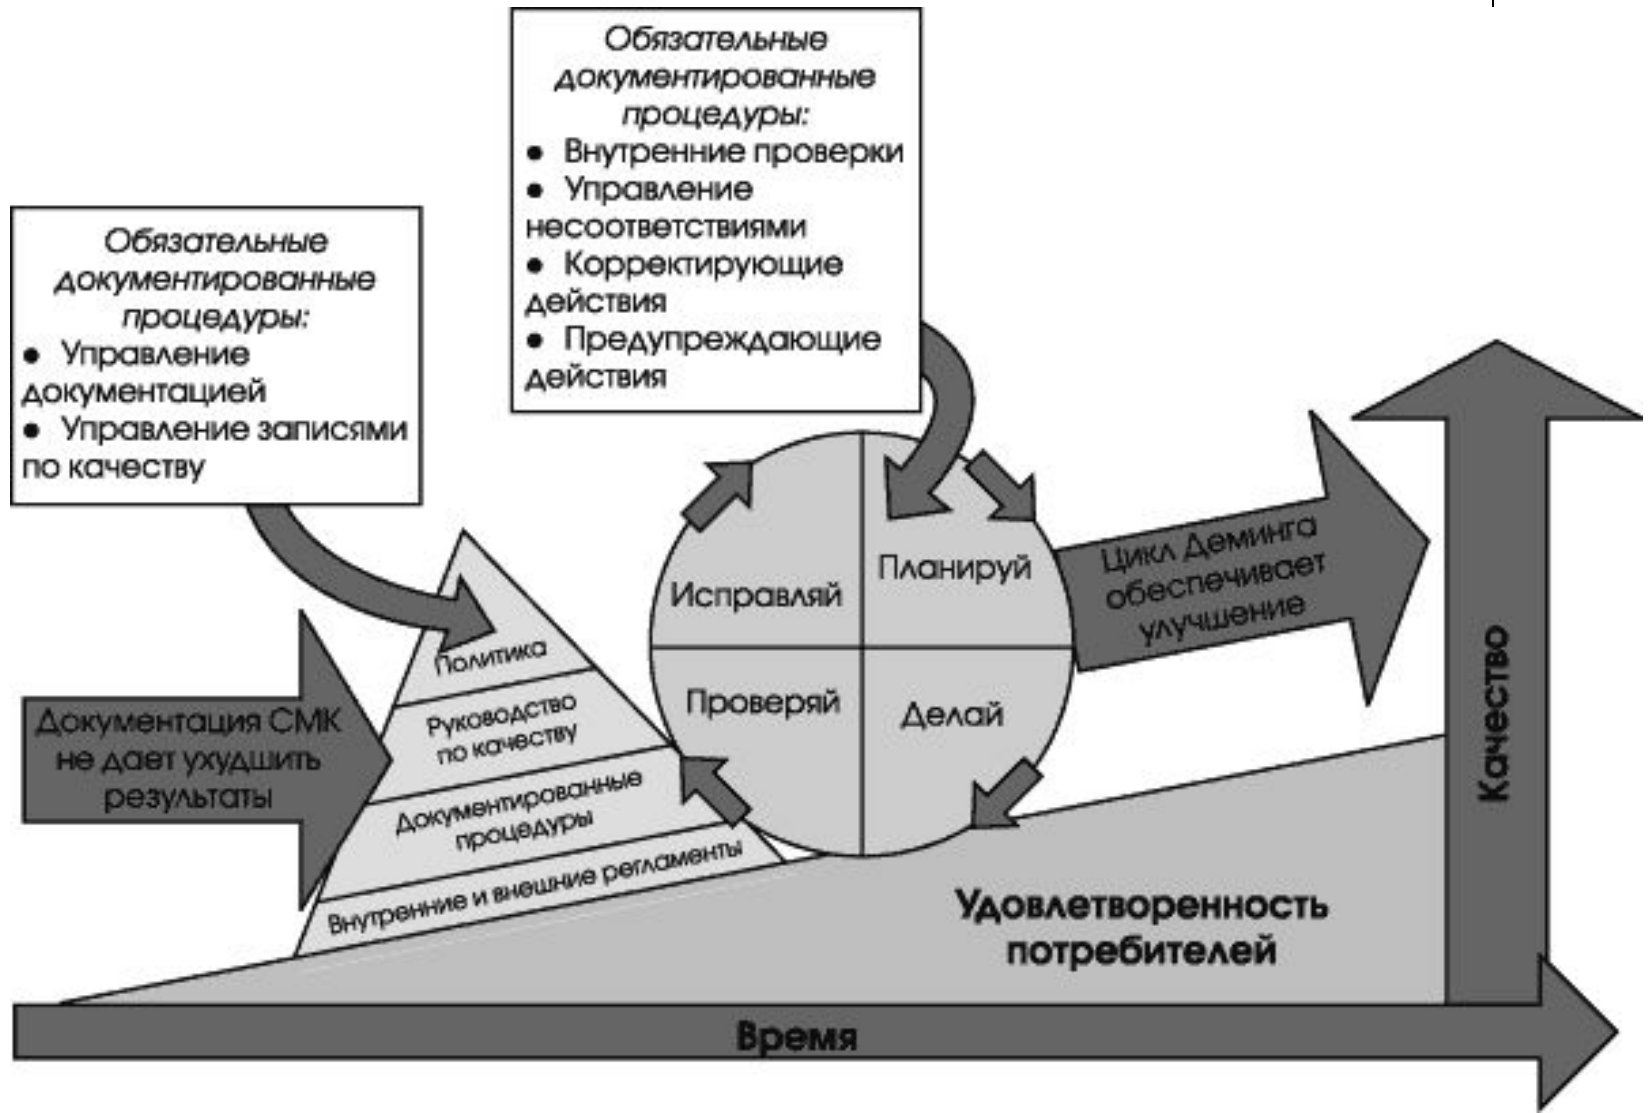 Обязательные
документированные
процедуры:
● Внутренние проверки
● Управление
несоответствиями
● Корректирующие
действия
● Предупреждающие
действия
Обязательные
документированные
процедуры:
● Управление
документацией
● Управление записями
по качеству
Исправляй
Планируй
Проверяй
Делай
Цикл Деминга
обеспечивает
улучшение
Политика
Руководство
по качеству
Документированные
процедуры
Внутренние и внешние регламенты
Документация СМК
не дает ухудшить
результаты
Качество
Удовлетворенность
потребителей
Время